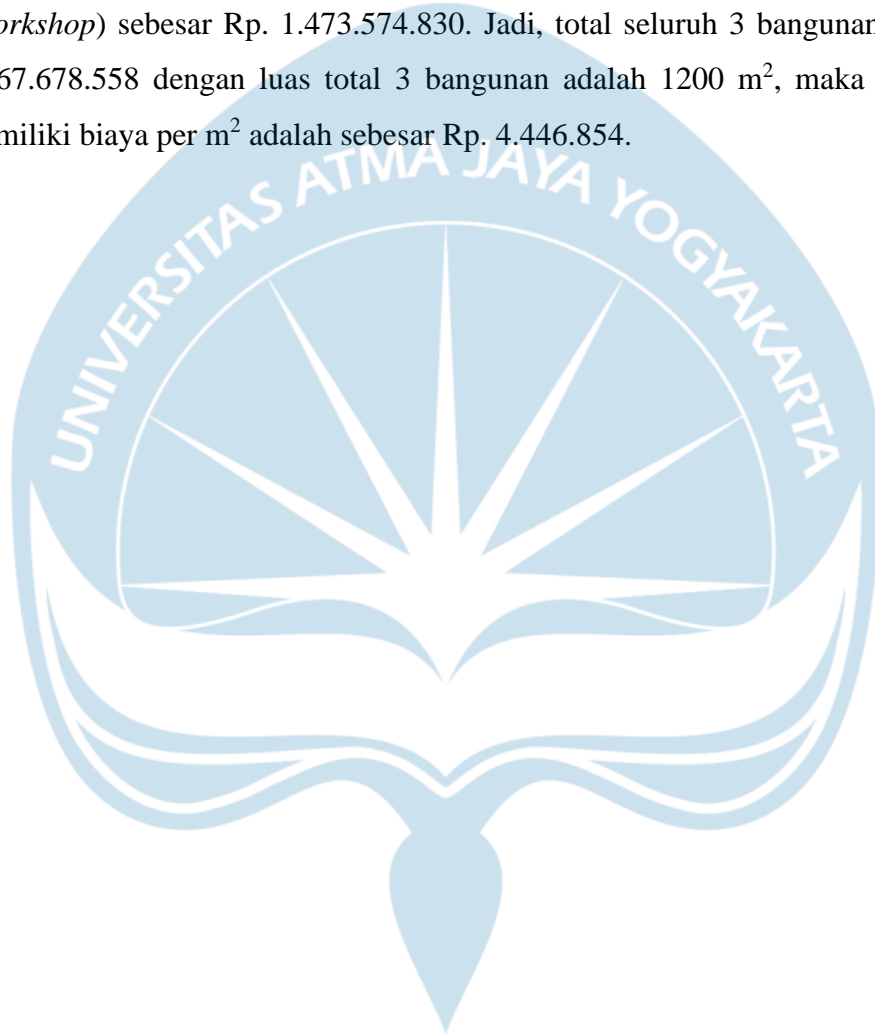 orkshop) sebesar Rp. 1.473.574.830. Jadi, total seluruh 3 bangunan
67.678.558 dengan luas total 3 bangunan adalah 1200 m², maka
miliki biaya per m² adalah sebesar Rp. 4.446.854.
UNIVERSITAS ATMA JAYA YOGYAKARTA